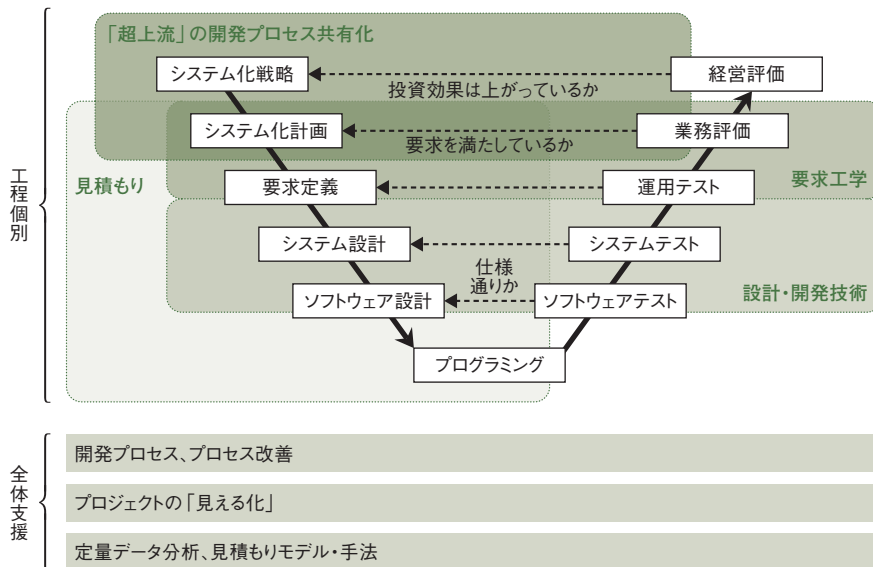 「超上流」の開発プロセス共有化
システム化戦略
経営評価
投資効果は上がっているか
システム化計画
業務評価
要求を満たしているか
見積もり
要求定義
運用テスト
要求工学
工程個別
システム設計
システムテスト
仕様
通りか
ソフトウェア設計
ソフトウェアテスト
設計・開発技術
プログラミング
全体支援
開発プロセス、プロセス改善
プロジェクトの「見える化」
定量データ分析、見積もりモデル・手法